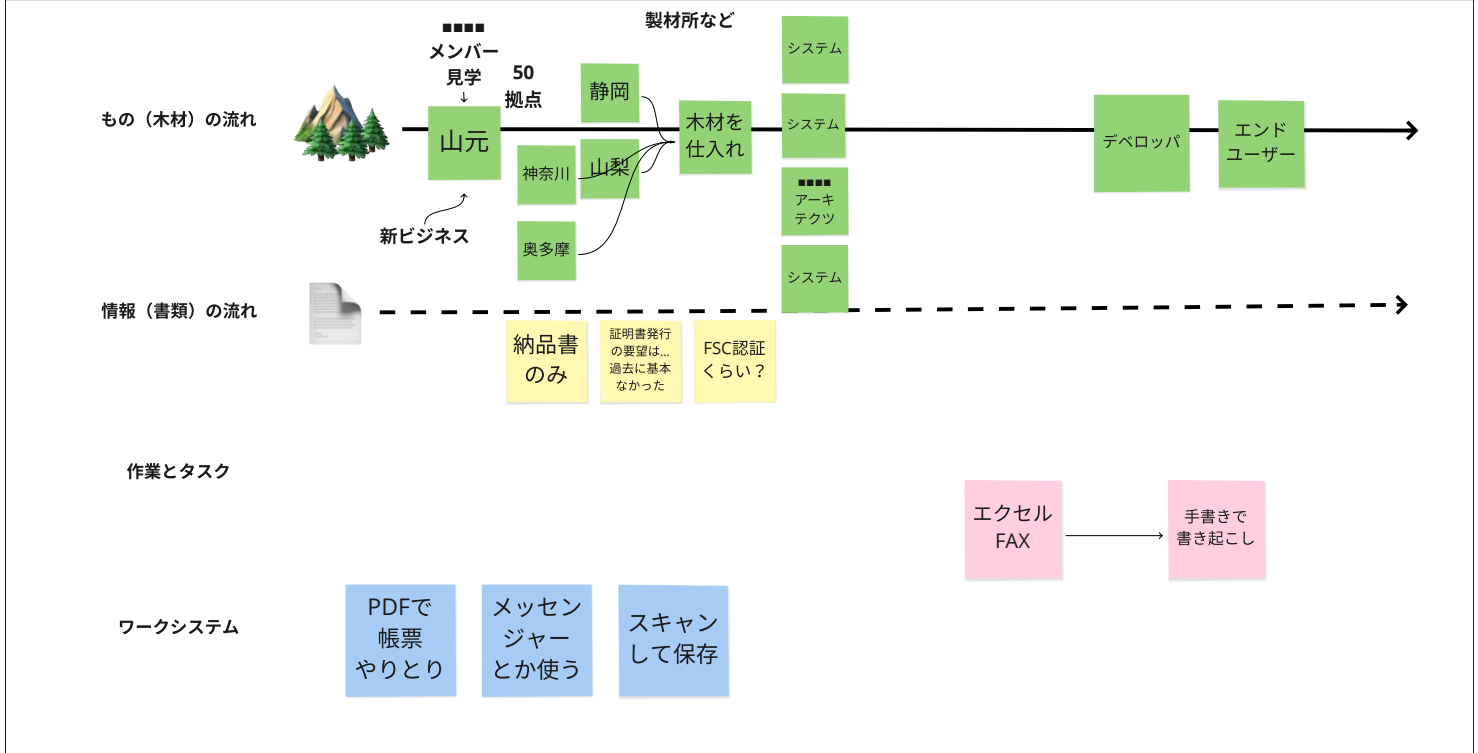 ■■■■
メンバー
見学
50
拠点
製材所など
もの（木材）の流れ
山元
静岡
神奈川
山梨
奥多摩
木材を
仕入れ
システム
システム
■■■■
アーキ
テクツ
システム
デベロッパ
エンド
ユーザー
新ビジネス
情報（書類）の流れ
納品書
のみ
証明書発行
の要望は...
過去に基本
なかった
FSC認証
くらい？
作業とタスク
エクセル
FAX
手書きで
書き起こし
ワークシステム
PDFで
帳票
やりとり
メッセン
ジャー
とか使う
スキャン
して保存